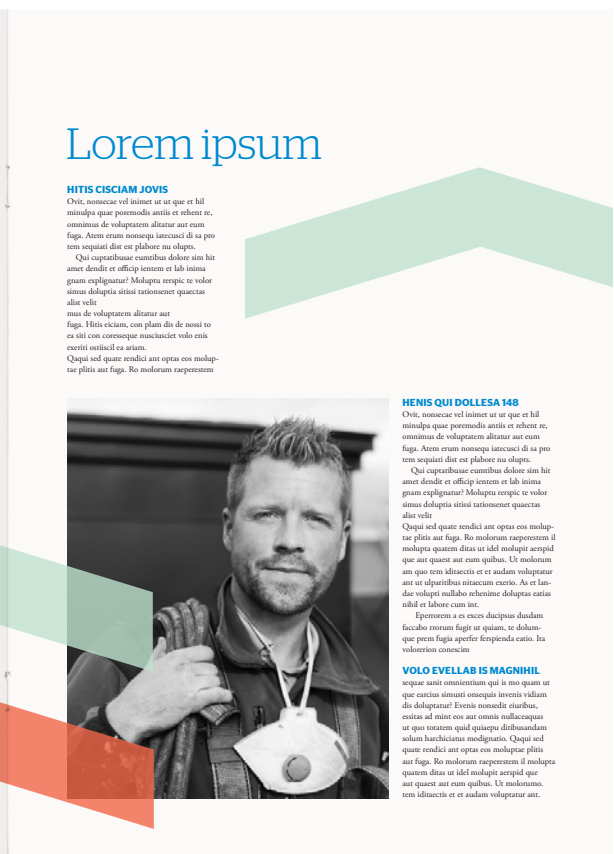 Lorem ipsum
HITIS CISCIAM JOVIS
Ovit, nonsecae vel inimet ut ut que et hil
minulpa quae poremodis antiis et rehent re,
omnimus de voluptatem alitatur aut eum
fuga. Atem erum nonsequ iatecusci di sa pro
tem sequiati dist est plabore nu olupts.
Qui cuptatibusae eumtibus dolore sim hit
amet dendit et officip ientem et lab inima
gnam explignatur? Moluptu rerspic te volor
simus doluptia sitissi tationsenet quaectas
alist velit
mus de voluptatem alitatur aut
fuga. Hitis eiciam, con plam dis de nossi to
ea siti con coresseque nusciusciet volo enis
exeriti ostiiscil ea ariam.
Qaqui sed quate rendici ant optas eos molup-
tae plitis aut fuga. Ro molorum raeperestem
HENIS QUI DOLLESA 148
Ovit, nonsecae vel inimet ut ut que et hil
minulpa quae poremodis antiis et rehent re,
omnimus de voluptatem alitatur aut eum
fuga. Atem erum nonsequ iatecusci di sa pro
tem sequiati dist est plabore nu olupts.
Qui cuptatibusae eumtibus dolore sim hit
amet dendit et officip ientem et lab inima
gnam explignatur? Moluptu rerspic te volor
simus doluptia sitissi tationsenet quaectas
alist velit
Qaqui sed quate rendici ant optas eos molup-
tae plitis aut fuga. Ro molorum raeperestem il
molupta quatem ditas ut idel molupit aerspid
que aut quaest aut eum quibus. Ut molorum
am quo tem iditaectis et et audam voluptatur
ant ut ulparitibus nitaecum exerio. As et lan-
dae volupti nullabo rehenime doluptas eatias
nihil et labore cum int.
Eperrorem a es exces ducipsus dusdam
faccabo rrorum fugit ut quiam, te dolum-
que prem fugia aperfer ferspienda eatio. Ita
volorerion conescim
VOLO EVELLAB IS MAGNIHIL
sequae sanit omnientium qui is mo quam ut
que earcius simusti onsequis invenis vidiam
dis doluptatur? Evenis nonsedit eiuribus,
essitas ad mint eos aut omnis nullaceaquas
ut quo totatem quid quiaepu ditibusandam
solum harchiciatus modignatio. Qaqui sed
quate rendici ant optas eos moluptae plitis
aut fuga. Ro molorum raeperestem il molupta
quatem ditas ut idel molupit aerspid que
aut quaest aut eum quibus. Ut molorumo.
tem iditaectis et et audam voluptatur ant.